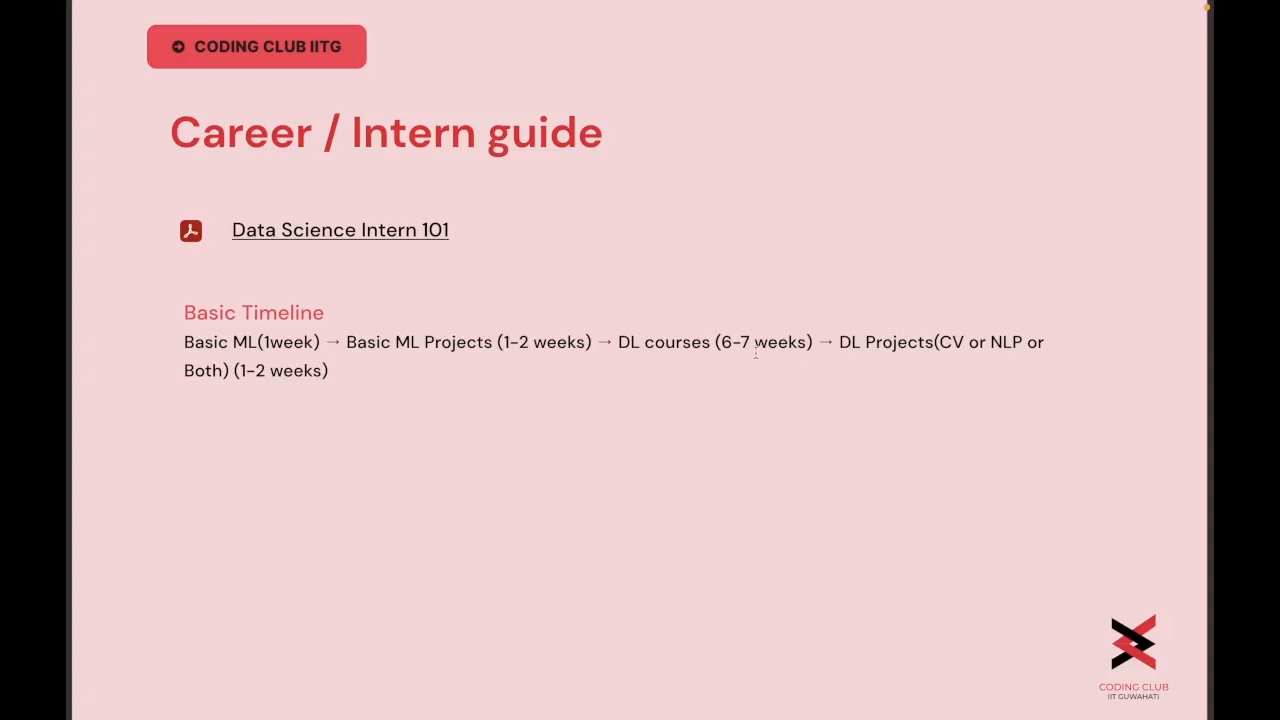 CODING CLUB IITG
Career / Intern guide
Data Science Intern 101
Basic Timeline
Basic ML(1week) → Basic ML Projects (1-2 weeks) → DL courses (6-7 weeks) → DL Projects(CV or NLP or
Both) (1-2 weeks)
CODING CLUB
IIT GUWAHATI